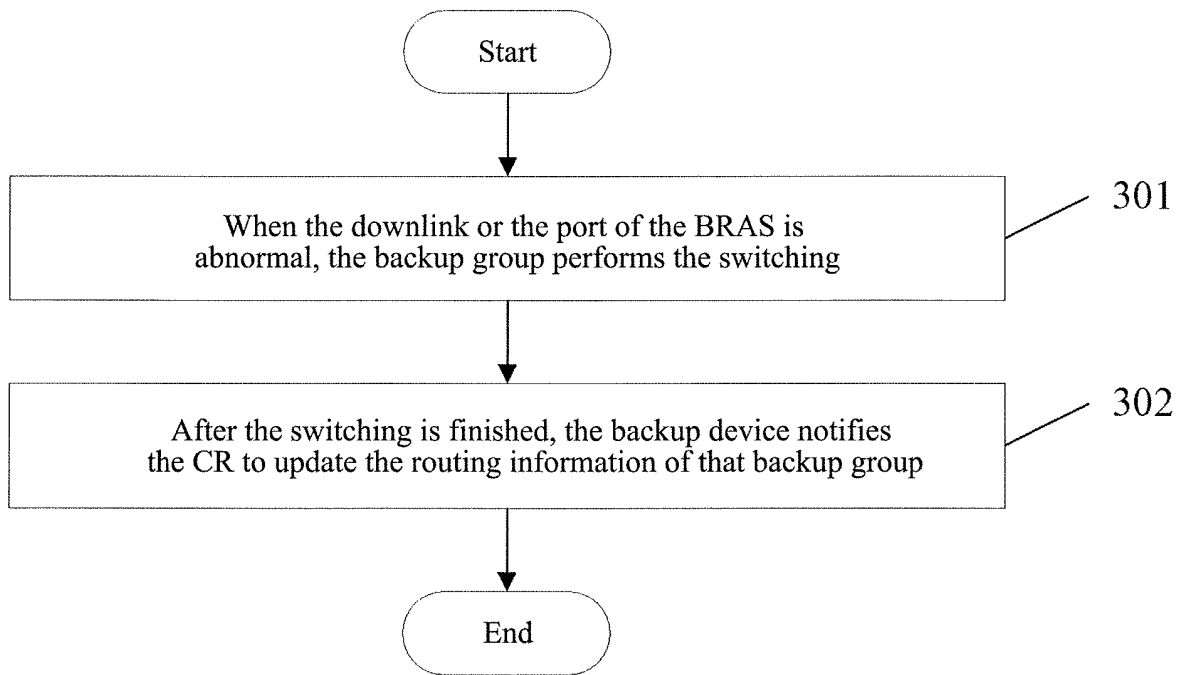 Start
When the downlink or the port of the BRAS is
abnormal, the backup group performs the switching
301
After the switching is finished, the backup device notifies
the CR to update the routing information of that backup group
302
End